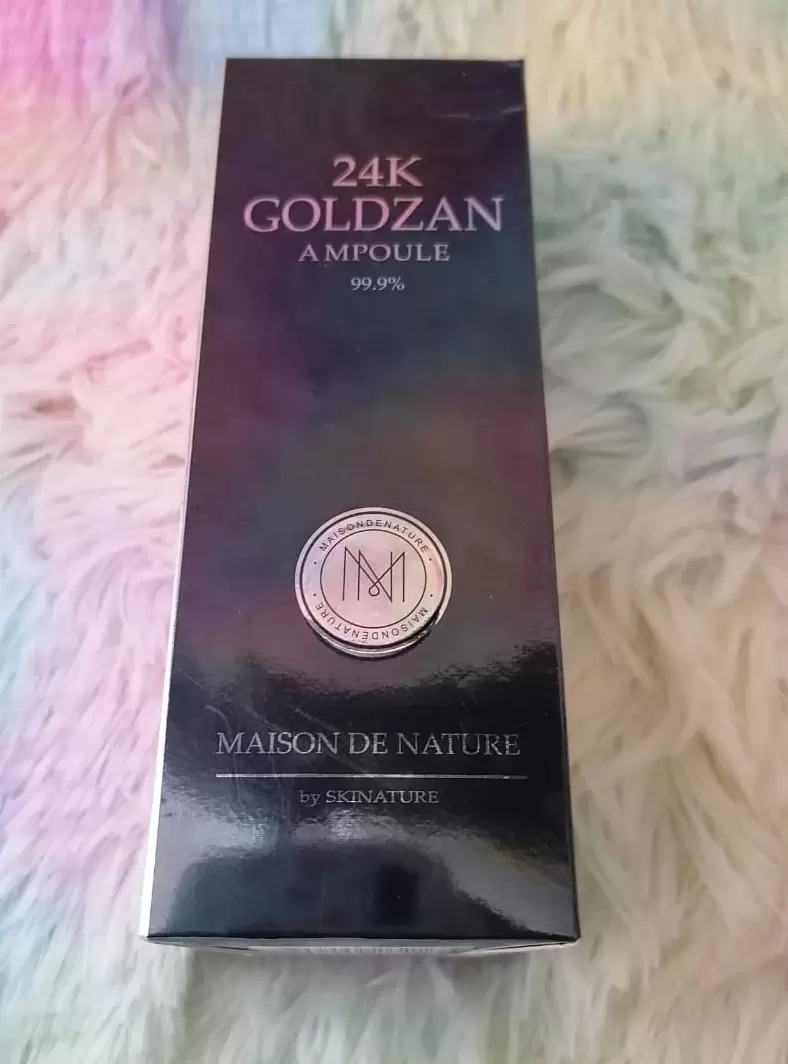 24K
GOLDZAN
AMPOULE
99.9%
MAISONDENATURE · MAISONDENATURE ·
MAISON DE NATURE
by SKINATURE